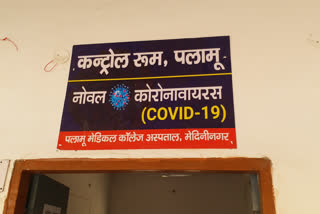 कन्ट्रोल रूम, पलामू
नोवल कोरोनावायरस
(COVID-19)
पलामू मेडिकल कॉलेज अस्पताल, मेदिनीनगर